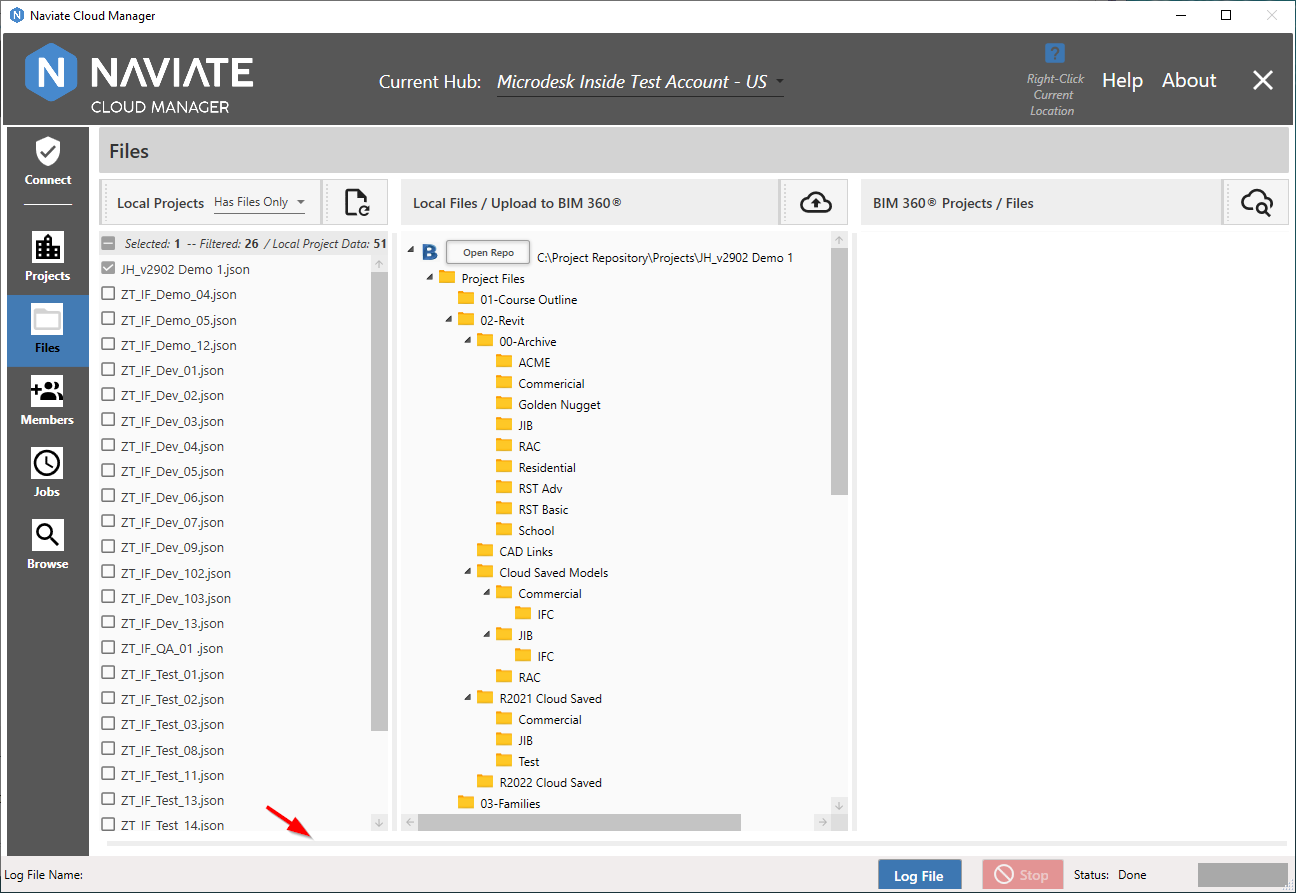 Naviate Cloud Manager
N NAVIATE
CLOUD MANAGER
Current Hub: Microdesk Inside Test Account - US
?
Right-Click
Current
Location
Help
About
Connect
Projects
Files
Members
Jobs
Browse
Files
Local Projects Has Files Only
Selected: 1 -- Filtered: 26 / Local Project Data: 51
JH_v2902 Demo 1.json
ZT_IF_Demo_04.json
ZT_IF_Demo_05.json
ZT_IF_Demo_12.json
ZT_IF_Dev_01.json
ZT_IF_Dev_02.json
ZT_IF_Dev_03.json
ZT_IF_Dev_04.json
ZT_IF_Dev_05.json
ZT_IF_Dev_06.json
ZT_IF_Dev_07.json
ZT_IF_Dev_09.json
ZT_IF_Dev_102.json
ZT_IF_Dev_103.json
ZT_IF_Dev_13.json
ZT_IF_QA_01 .json
ZT_IF_Test_01.json
ZT_IF_Test_02.json
ZT_IF_Test_03.json
ZT_IF_Test_08.json
ZT_IF_Test_11.json
ZT_IF_Test_13.json
ZT_IF_Test_14.json
Local Files / Upload to BIM 360®
B Open Repo C:\Project Repository\Projects\JH_v2902 Demo 1
Project Files
01-Course Outline
02-Revit
00-Archive
ACME
Commericial
Golden Nugget
JIB
RAC
Residential
RST Adv
RST Basic
School
CAD Links
Cloud Saved Models
Commercial
IFC
JIB
IFC
RAC
R2021 Cloud Saved
Commercial
JIB
Test
R2022 Cloud Saved
03-Families
BIM 360® Projects / Files
Log File Name:
Log File
Stop
Status: Done